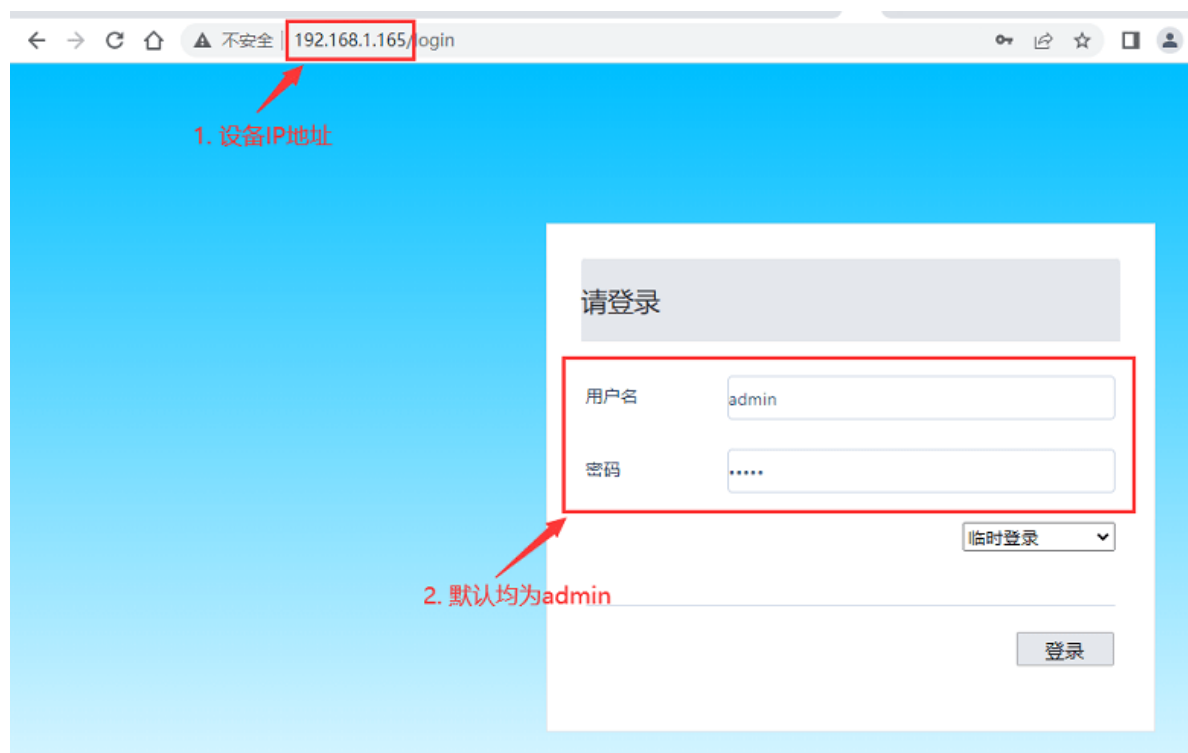 不安全 192.168.1.165/login
1. 设备IP地址
请登录
用户名 admin
密码 •••••
临时登录
2. 默认均为admin
登录